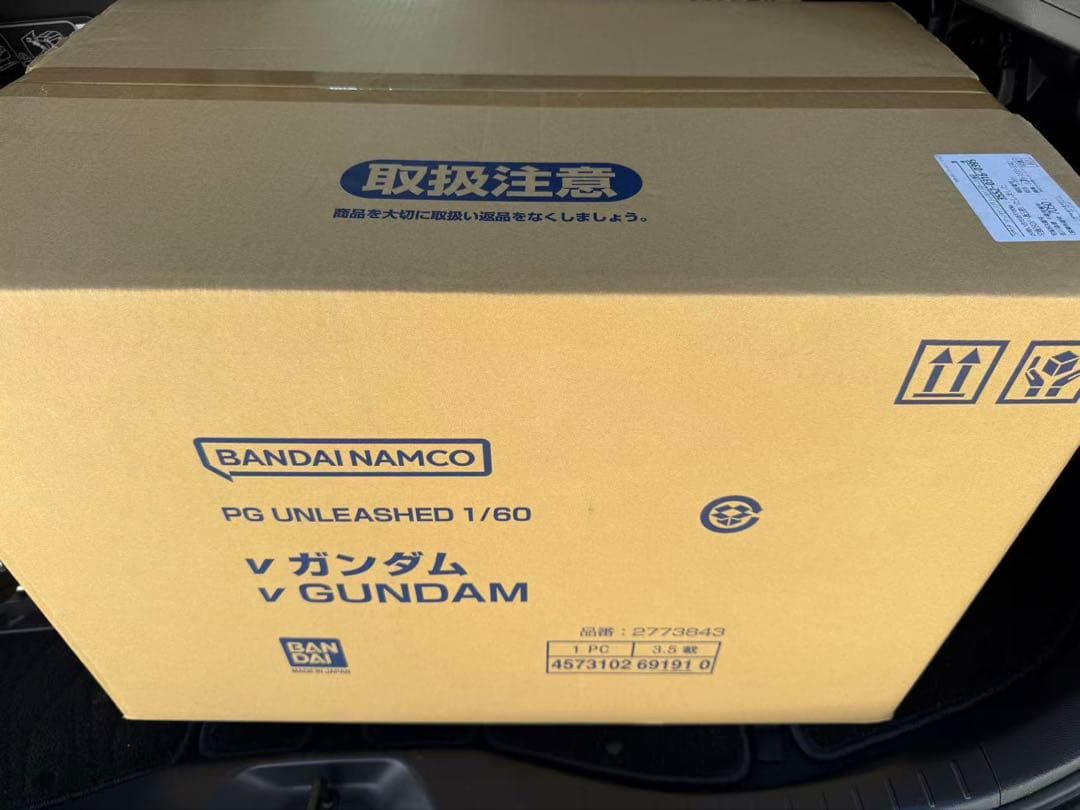 取扱注意
商品を大切に取扱い返品をなくしましょう。
BANDAI NAMCO
PG UNLEASHED 1/60
ν ガンダム
ν GUNDAM
BAN
DAI
MADE IN JAPAN
品番：2773843
1 PC 3.5 才
4573102 69191 0